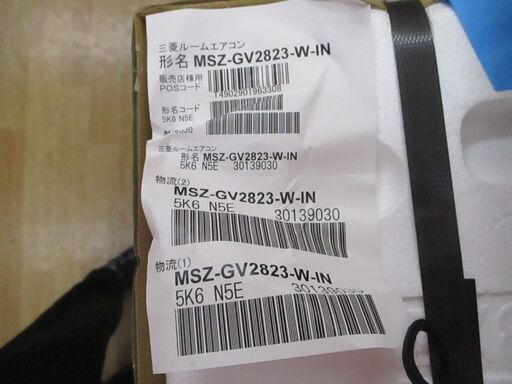 三菱ルームエアコン
形名 MSZ-GV2823-W-IN
販売店様用
POSコード
T4902901963308
形名コード
5K6 N5E
三菱ルームエアコン
形名 MSZ-GV2823-W-IN
5K6 N5E 30139030
物流(2)
MSZ-GV2823-W-IN
5K6 N5E 30139030
物流(1)
MSZ-GV2823-W-IN
5K6 N5E 30139030